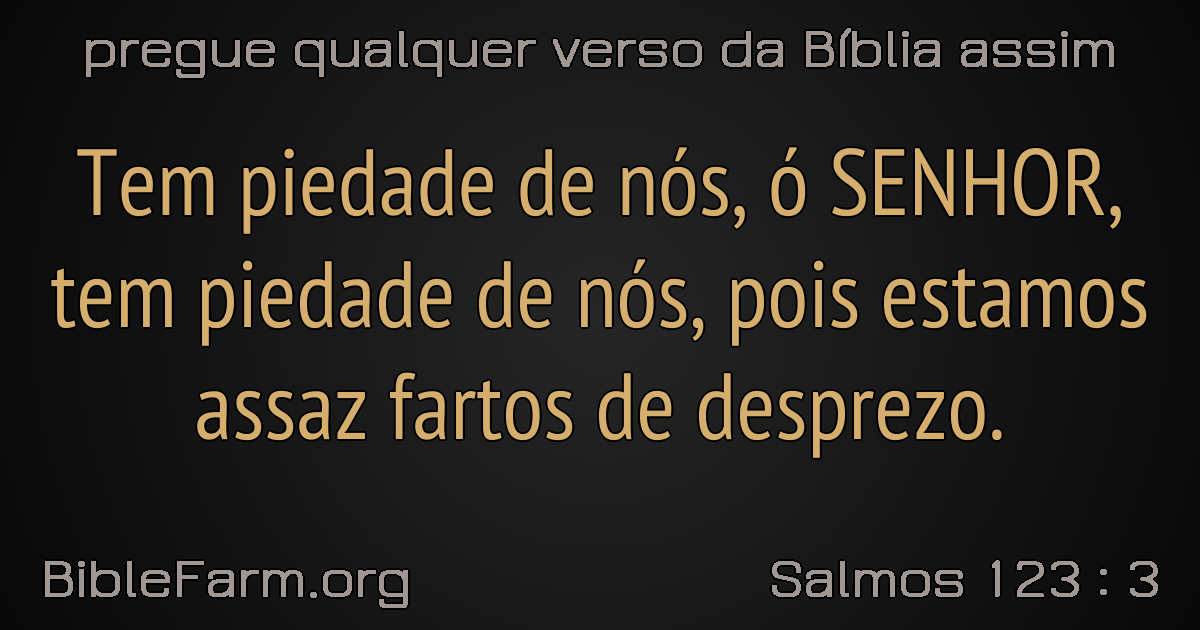 pregue qualquer verso da Bíblia assim
Tem piedade de nós, ó SENHOR,
tem piedade de nós, pois estamos
assaz fartos de desprezo.
BibleFarm.org
Salmos 123 : 3